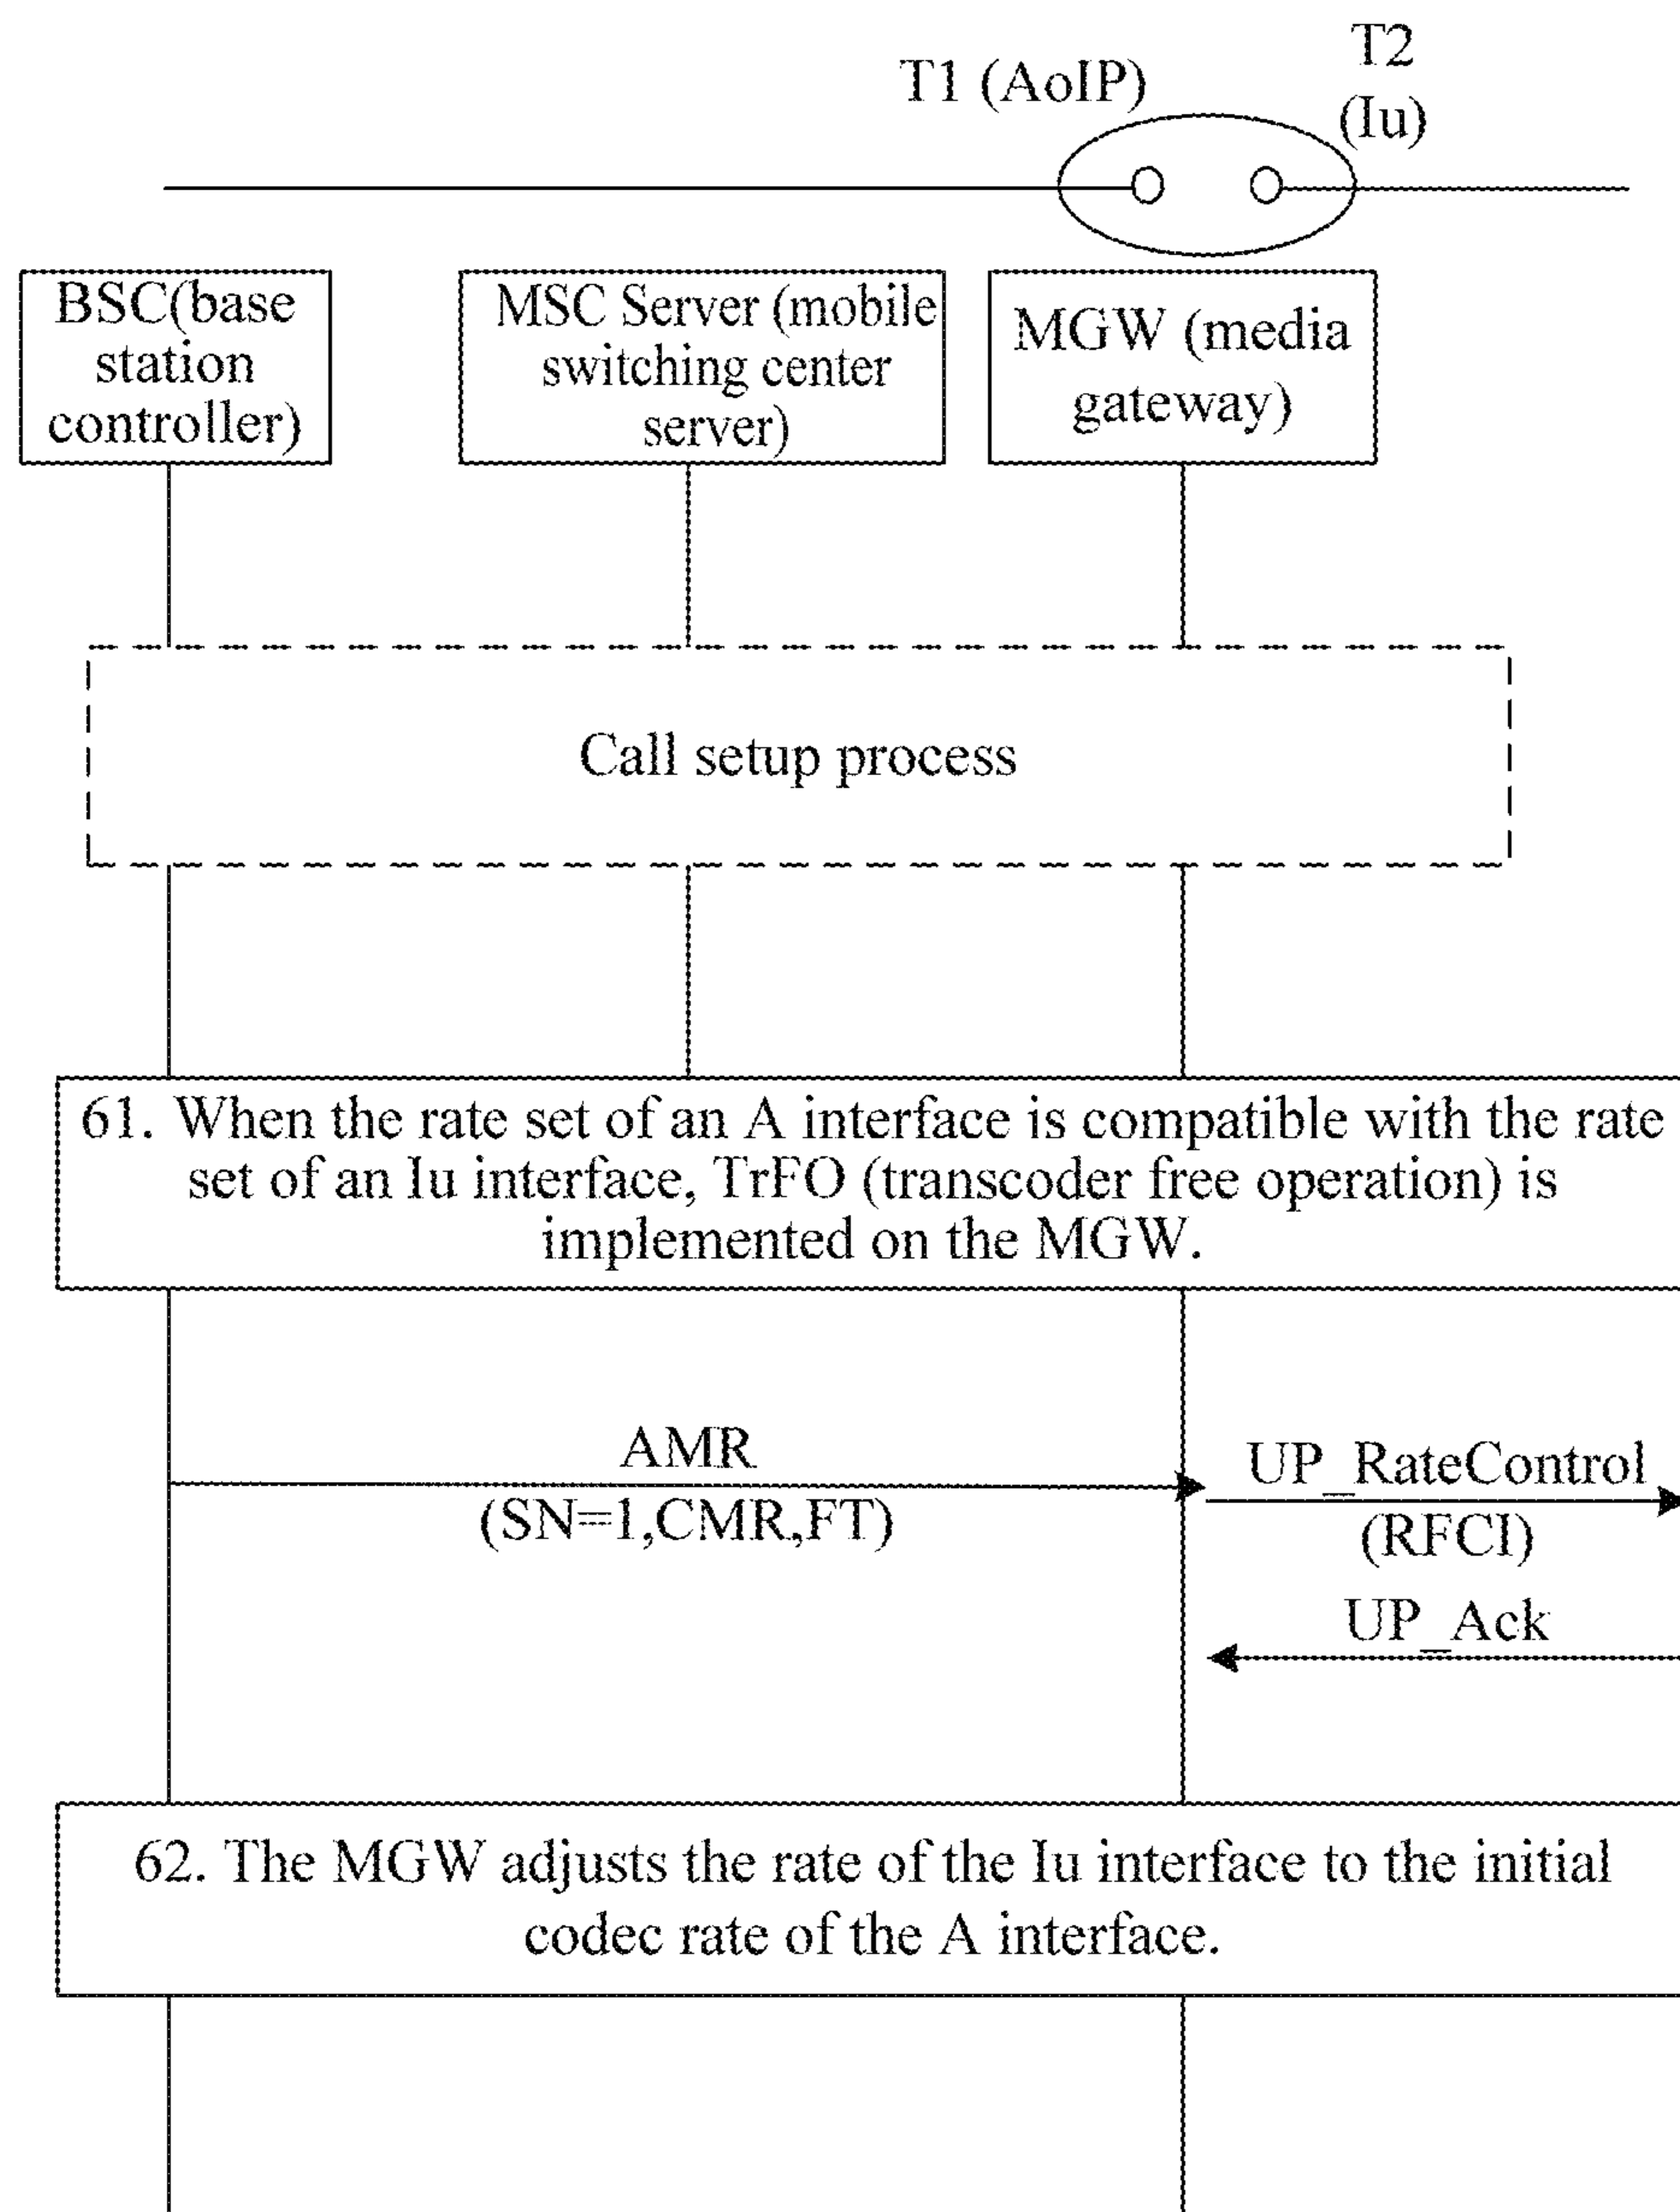 T1 (AoIP)
T2
(Iu)
BSC(base
station
controller)
MSC Server (mobile
switching center
server)
MGW (media
gateway)
Call setup process
61. When the rate set of an A interface is compatible with the rate
set of an Iu interface, TrFO (transcoder free operation) is
implemented on the MGW.
AMR
(SN=1,CMR,FT)
UP_RateControl
(RFCI)
UP_Ack
62. The MGW adjusts the rate of the Iu interface to the initial
codec rate of the A interface.